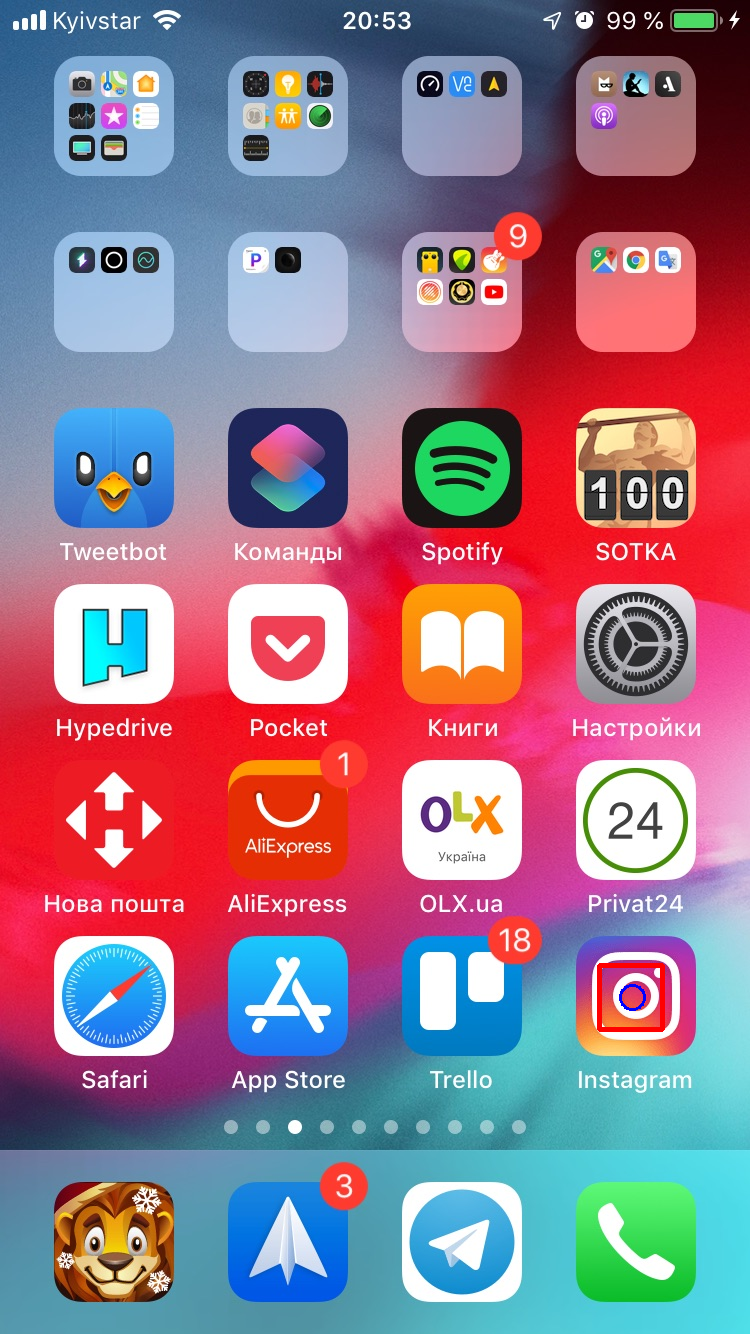 Kyivstar 20:53 99 %
9
100
Tweetbot Команды Spotify SOTKA
Hypedrive Pocket Книги Настройки
1
AliExpress OLX 24
Україна
Нова пошта AliExpress OLX.ua Privat24
18
Safari App Store Trello Instagram
3